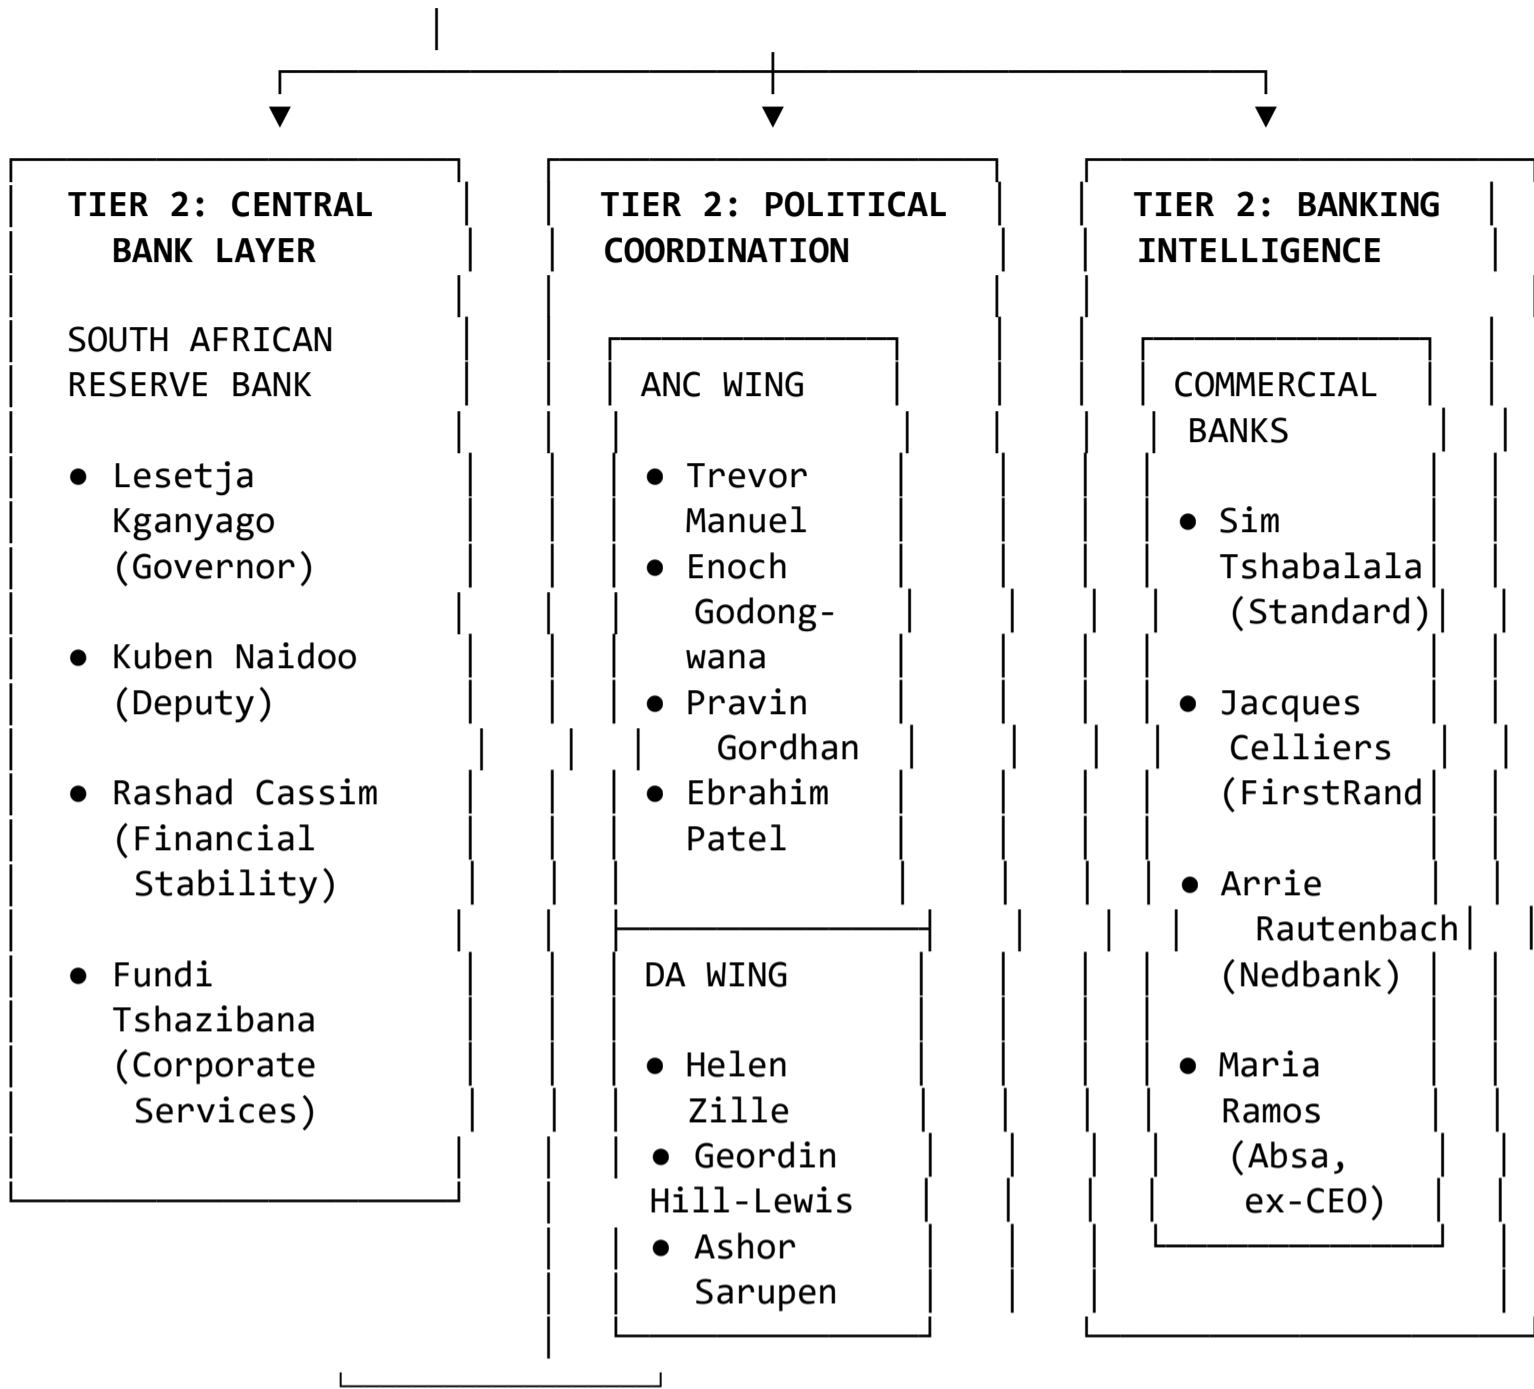 TIER 2: CENTRAL
BANK LAYER
SOUTH AFRICAN
RESERVE BANK
● Lesetja
Kganyago
(Governor)
● Kuben Naidoo
(Deputy)
● Rashad Cassim
(Financial
Stability)
● Fundi
Tshazibana
(Corporate
Services)
TIER 2: POLITICAL
COORDINATION
ANC WING
● Trevor
Manuel
● Enoch
Godong-
wana
● Pravin
Gordhan
● Ebrahim
Patel
DA WING
● Helen
Zille
● Geordin
Hill-Lewis
● Ashor
Sarupen
TIER 2: BANKING
INTELLIGENCE
COMMERCIAL
BANKS
● Sim
Tshabalala
(Standard)
● Jacques
Celliers
(FirstRand
● Arrie
Rautenbach
(Nedbank)
● Maria
Ramos
(Absa,
ex-CEO)